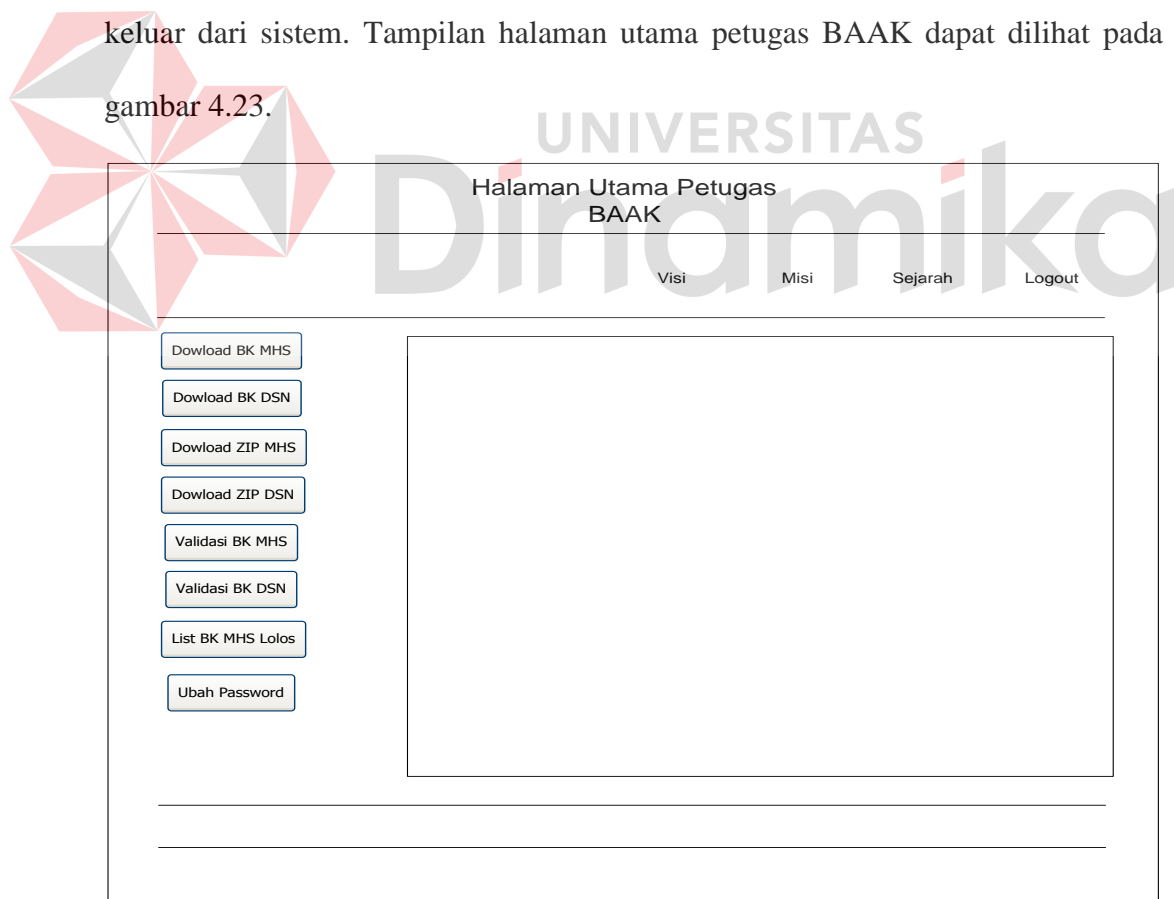 keluar dari sistem. Tampilan halaman utama petugas BAAK dapat dilihat pada
gambar 4.23.
UNIVERSITAS
Dinamika
Halaman Utama Petugas
BAAK
Visi Misi Sejarah Logout
Dowload BK MHS
Dowload BK DSN
Dowload ZIP MHS
Dowload ZIP DSN
Validasi BK MHS
Validasi BK DSN
List BK MHS Lolos
Ubah Password